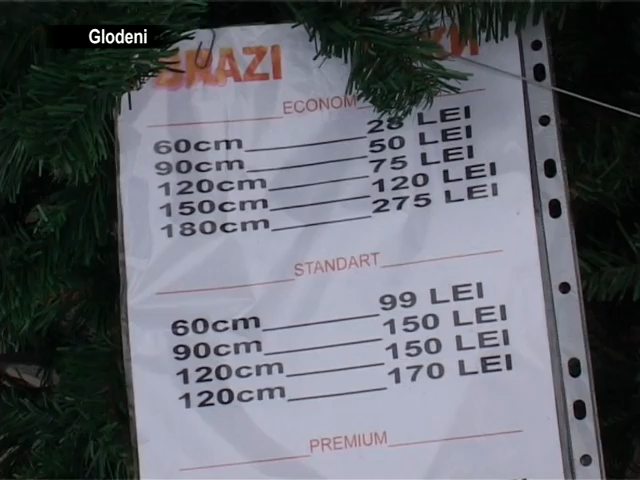 Glodeni
BRAZI
ECONOM
60cm 28 LEI
90cm 50 LEI
120cm 75 LEI
150cm 120 LEI
180cm 275 LEI
STANDART
60cm 99 LEI
90cm 150 LEI
120cm 150 LEI
120cm 170 LEI
PREMIUM